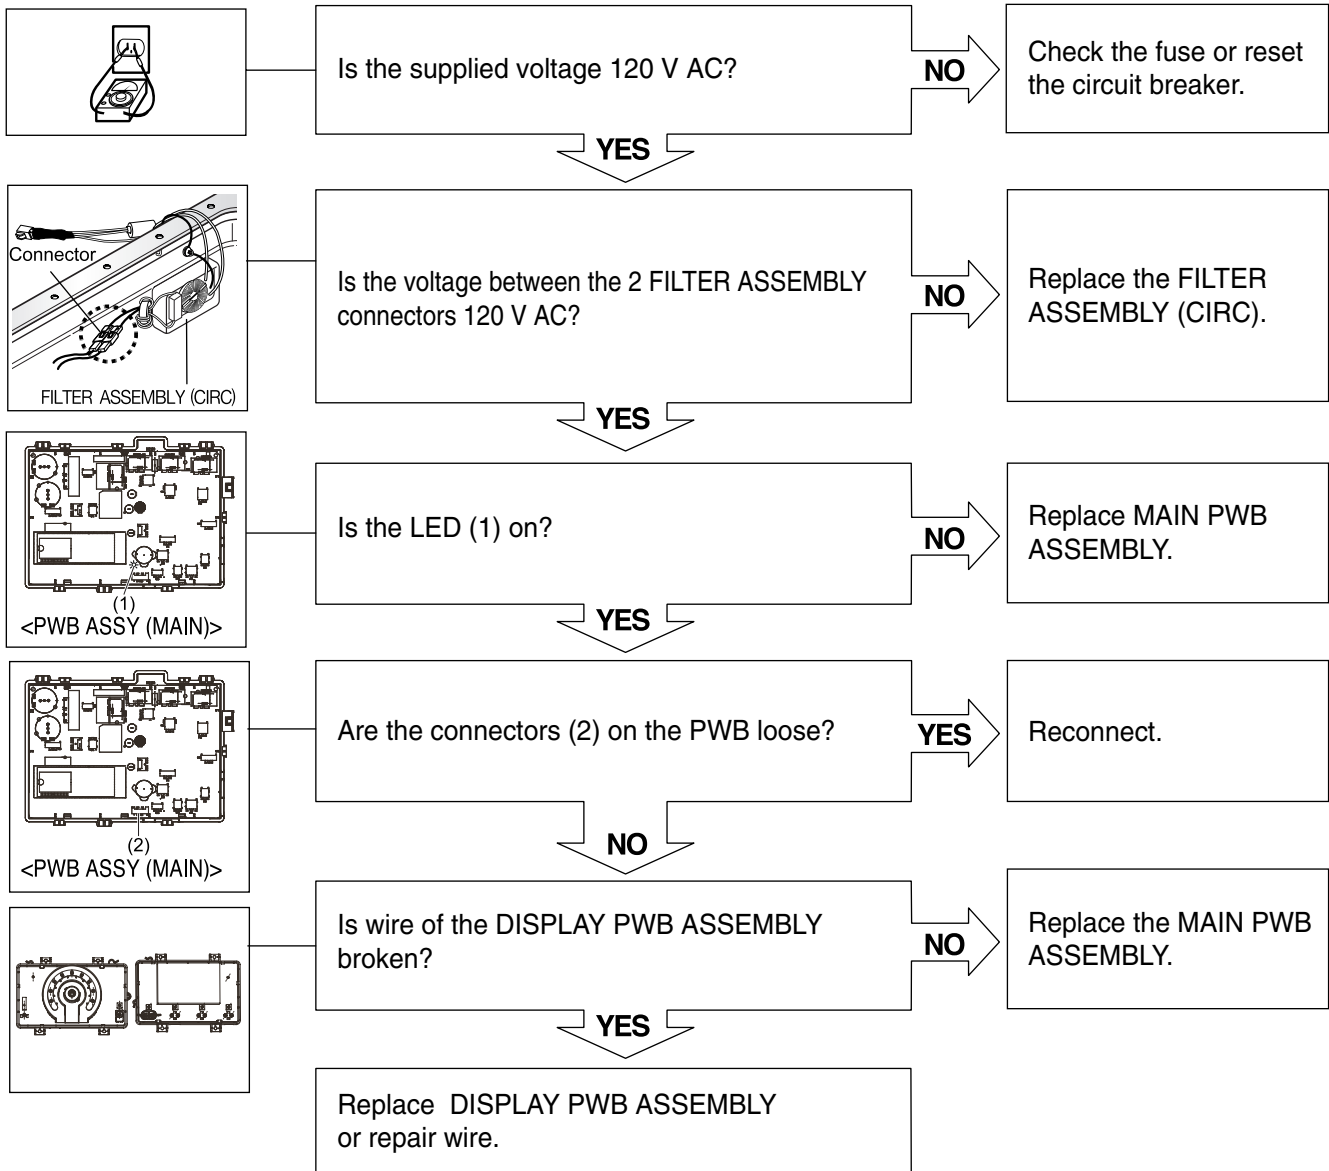 Is the supplied voltage 120 V AC?
NO
Check the fuse or reset
the circuit breaker.
YES
Connector
FILTER ASSEMBLY (CIRC)
Is the voltage between the 2 FILTER ASSEMBLY
connectors 120 V AC?
NO
Replace the FILTER
ASSEMBLY (CIRC).
YES
(1)
<PWB ASSY (MAIN)>
Is the LED (1) on?
NO
Replace MAIN PWB
ASSEMBLY.
YES
(2)
<PWB ASSY (MAIN)>
Are the connectors (2) on the PWB loose?
YES
Reconnect.
NO
Is wire of the DISPLAY PWB ASSEMBLY
broken?
NO
Replace the MAIN PWB
ASSEMBLY.
YES
Replace DISPLAY PWB ASSEMBLY
or repair wire.